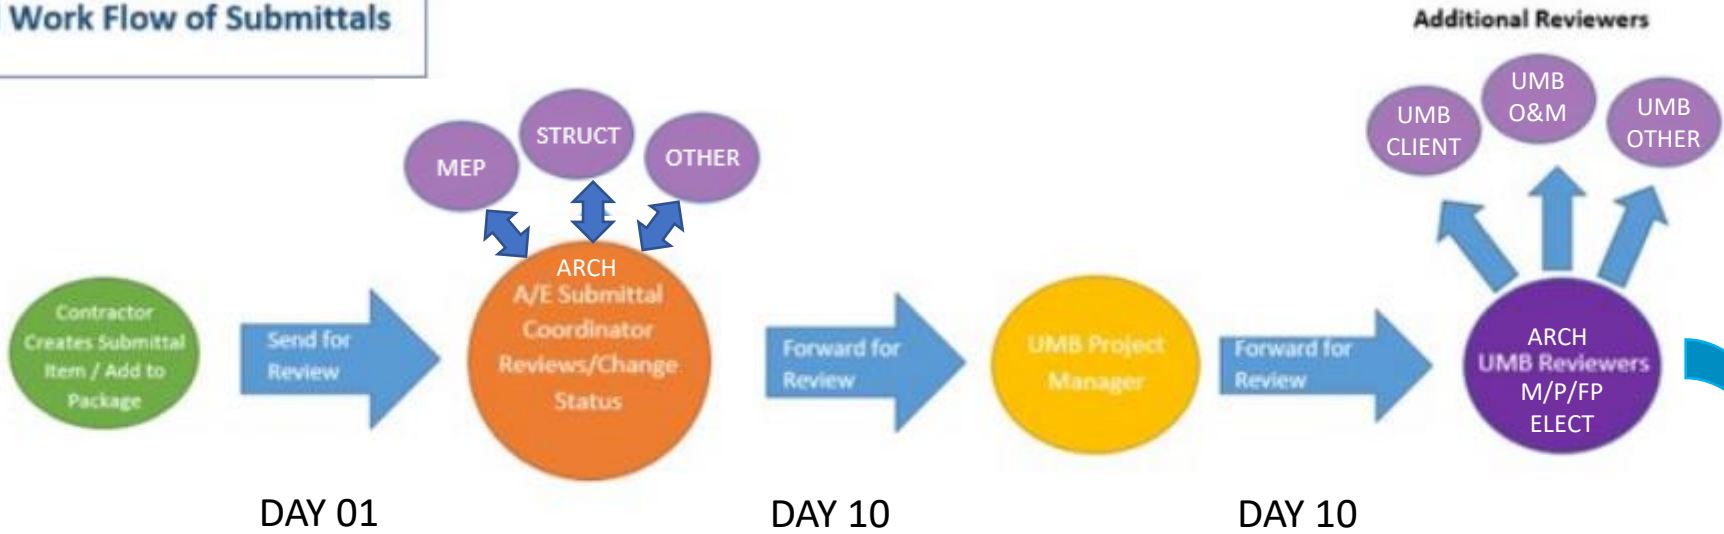 Work Flow of Submittals
Additional Reviewers
MEP
STRUCT
OTHER
UMB
CLIENT
UMB
O&M
UMB
OTHER
Contractor
Creates Submittal
Item / Add to
Package
Send for
Review
ARCH
A/E Submittal
Coordinator
Reviews/Change
Status
Forward for
Review
UMB Project
Manager
Forward for
Review
ARCH
UMB Reviewers
M/P/FP
ELECT
DAY 01
DAY 10
DAY 10